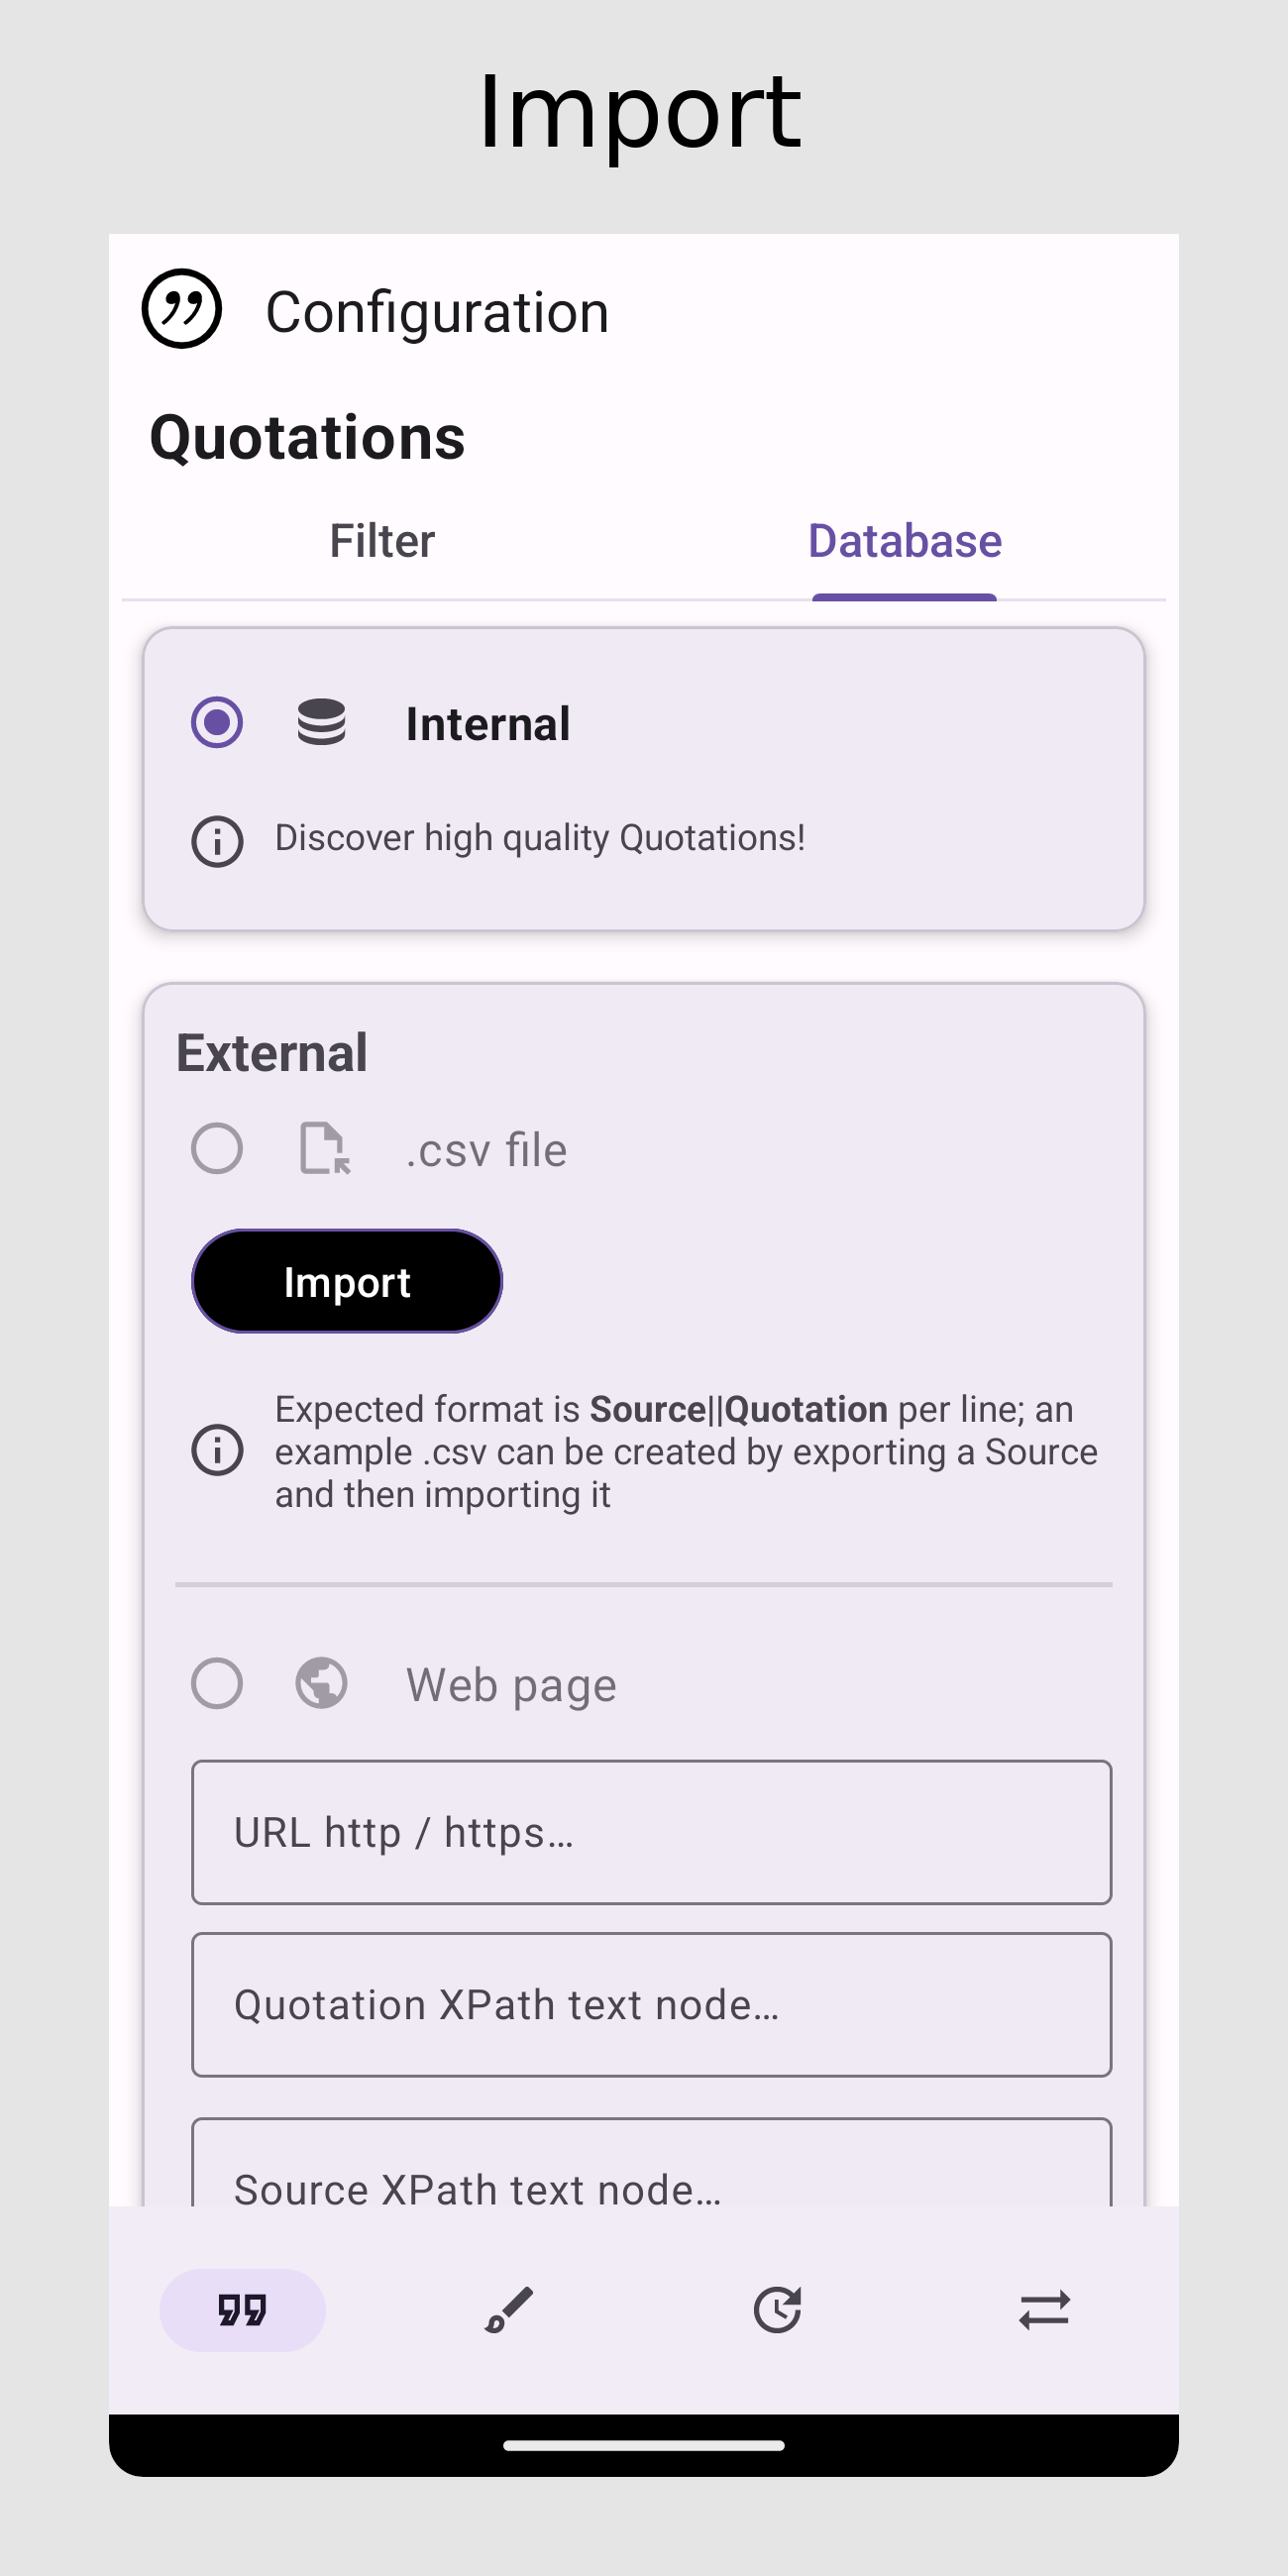 Import
Configuration
Quotations
Filter
Database
Internal
Discover high quality Quotations!
External
.csv file
Import
Expected format is Source||Quotation per line; an
example .csv can be created by exporting a Source
and then importing it
Web page
URL http / https…
Quotation XPath text node…
Source XPath text node…